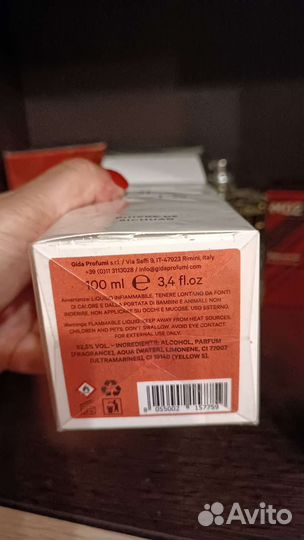 POIVRE DE
SICHUAN
Gida Profumi s.r.l / Via Saffi 9, IT-47923 Rimini, Italy
+39 (0)311 3113028 / info@gidaprofumi.com
100 ml e 3,4 fl.oz
Avvertenze: LIQUIDO INFIAMMABILE. TENERE LONTANO DA FONTI
DI CALORE E DALLA PORTATA DI BAMBINI E ANIMALI NON
INGERIRE, NON APPLICARE SU OCCHI E MUCOSE. USO ESTERNO.
Warnings FLAMMABLE LIQUID - KEEP AWAY FROM HEAT SOURCES.
CHILDREN AND PETS DON'T SWALLOW. AVOID EYE CONTACT
FOR EXTERNAL USE ONLY.
82,5% VOL. - INGREDIENTS: ALCOHOL, PARFUM
(FRAGRANCE), AQUA (WATER), LIMONENE, CI 77007
(ULTRAMARINES), CI 19140 (YELLOW 5).
8 055002 157759
Avito